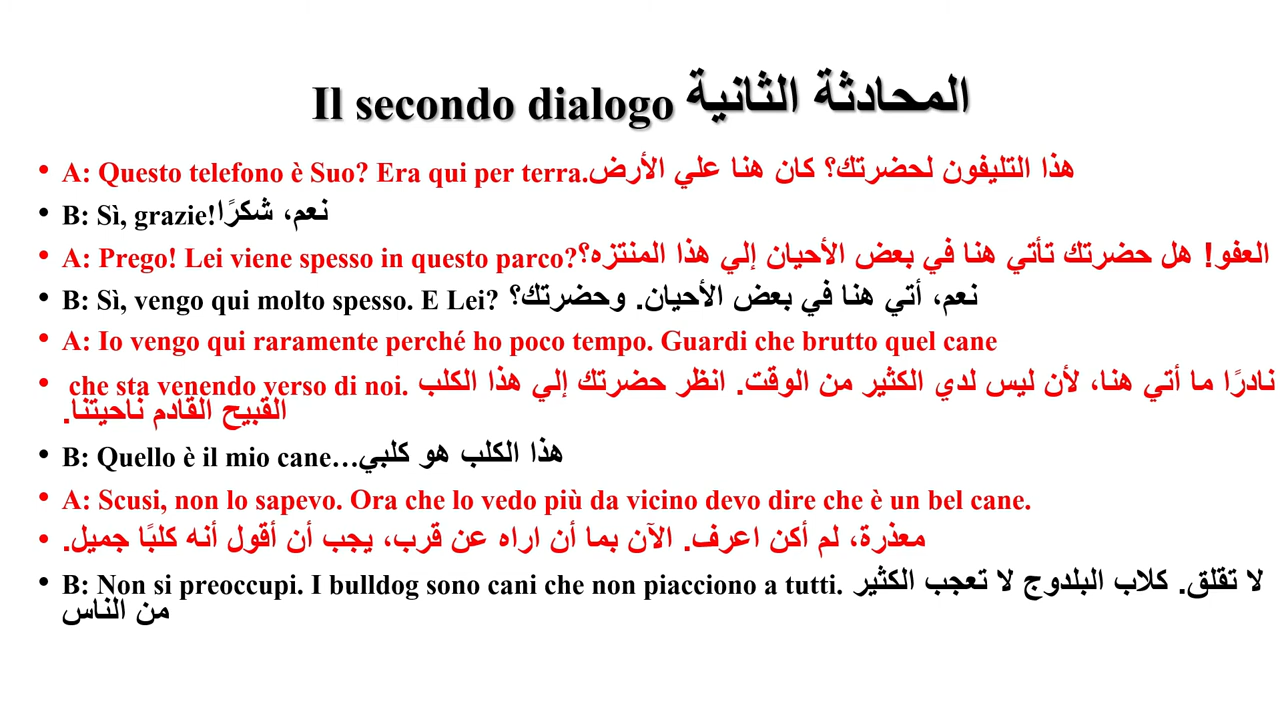 Il secondo dialogo المحادثة الثانية
• A: Questo telefono è Suo? Era qui per terra.هذا التليفون لحضرتك؟ كان هنا علي الأرض
• B: Sì, grazie!نعم، شكرًا
• A: Prego! Lei viene spesso in questo parco?العفو! هل حضرتك تأتي هنا في بعض الأحيان إلي هذا المنتزه؟
• B: Sì, vengo qui molto spesso. E Lei? نعم، أتي هنا في بعض الأحيان. وحضرتك؟
• A: Io vengo qui raramente perché ho poco tempo. Guardi che brutto quel cane
• che sta venendo verso di noi. نادرًا ما أتي هنا، لأن ليس لدي الكثير من الوقت. انظر حضرتك إلي هذا الكلب
القبيح القادم ناحيتنا.
• B: Quello è il mio cane…هذا الكلب هو كلبي
• A: Scusi, non lo sapevo. Ora che lo vedo più da vicino devo dire che è un bel cane.
• معذرة، لم أكن اعرف. الآن بما أن اراه عن قرب، يجب أن أقول أنه كلبًا جميل.
• B: Non si preoccupi. I bulldog sono cani che non piacciono a tutti. لا تقلق. كلاب البلدوج لا تعجب الكثير
من الناس